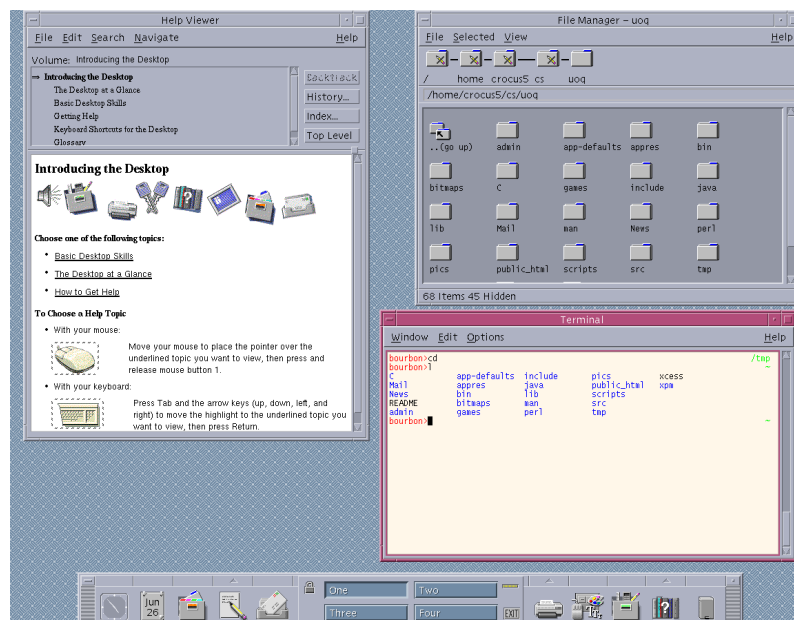 Help Viewer
File Edit Search Navigate Help
Volume: Introducing the Desktop
⇒ Introducing the Desktop
The Desktop at a Glance
Basic Desktop Skills
Getting Help
Keyboard Shortcuts for the Desktop
Glossary
Backtrack
History...
Index...
Top Level
Introducing the Desktop
Choose one of the following topics:
• Basic Desktop Skills
• The Desktop at a Glance
• How to Get Help
To Choose a Help Topic
• With your mouse:
Move your mouse to place the pointer over the
underlined topic you want to view, then press and
release mouse button 1.
• With your keyboard:
Press Tab and the arrow keys (up, down, left, and
right) to move the highlight to the underlined topic you
want to view, then press Return.
File Manager - uoq
File Selected View Help
/ home crocus5 cs uoq
/home/crocus5/cs/uoq
..(go up) admin app-defaults appres bin
bitmaps C games include java
lib Mail man News perl
pics public_html scripts src tmp
68 Items 45 Hidden
Terminal
Window Edit Options Help
bourbon>cd /tmp
bourbon>l ~
C app-defaults include pics xcess
Mail appres java public_html xpm
News bin lib scripts
README bitmaps man src
admin games perl tmp
bourbon> ~
Jun
26
One Two
Three Four
EXIT